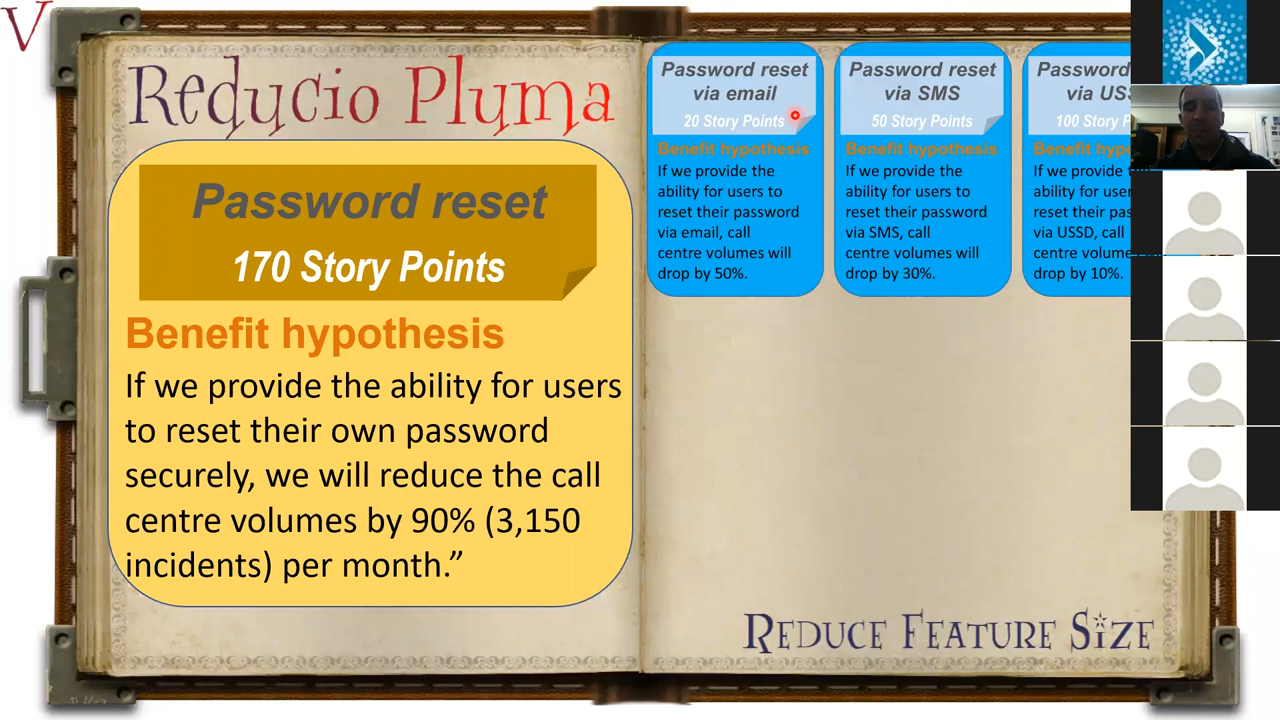 V
Reducio Pluma
Password reset
170 Story Points
Benefit hypothesis
If we provide the ability for users
to reset their own password
securely, we will reduce the call
centre volumes by 90% (3,150
incidents) per month.”
Password reset
via email
20 Story Points
Benefit hypothesis
If we provide the
ability for users to
reset their password
via email, call
centre volumes will
drop by 50%.
Password reset
via SMS
50 Story Points
Benefit hypothesis
If we provide the
ability for users to
reset their password
via SMS, call
centre volumes will
drop by 30%.
Password
via
100 Story
Benefit
If we provide
ability for
reset their
via USSD, call
centre
drop by 10%.
Reduce Feature Size